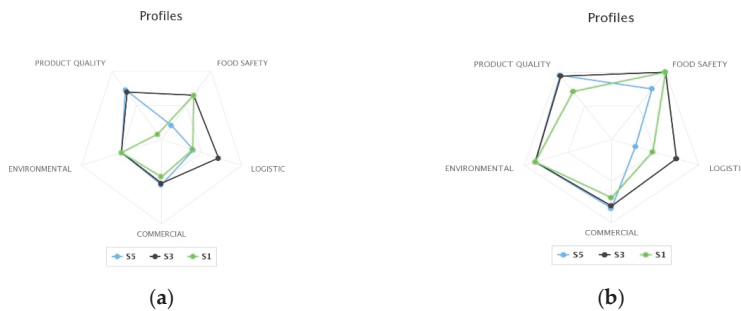 Profiles
PRODUCT QUALITY
FOOD SAFETY
ENVIRONMENTAL
LOGISTIC
COMMERCIAL
S5 S3 S1
(a)
Profiles
PRODUCT QUALITY
FOOD SAFETY
ENVIRONMENTAL
LOGISTI
COMMERCIAL
S5 S3 S1
(b)